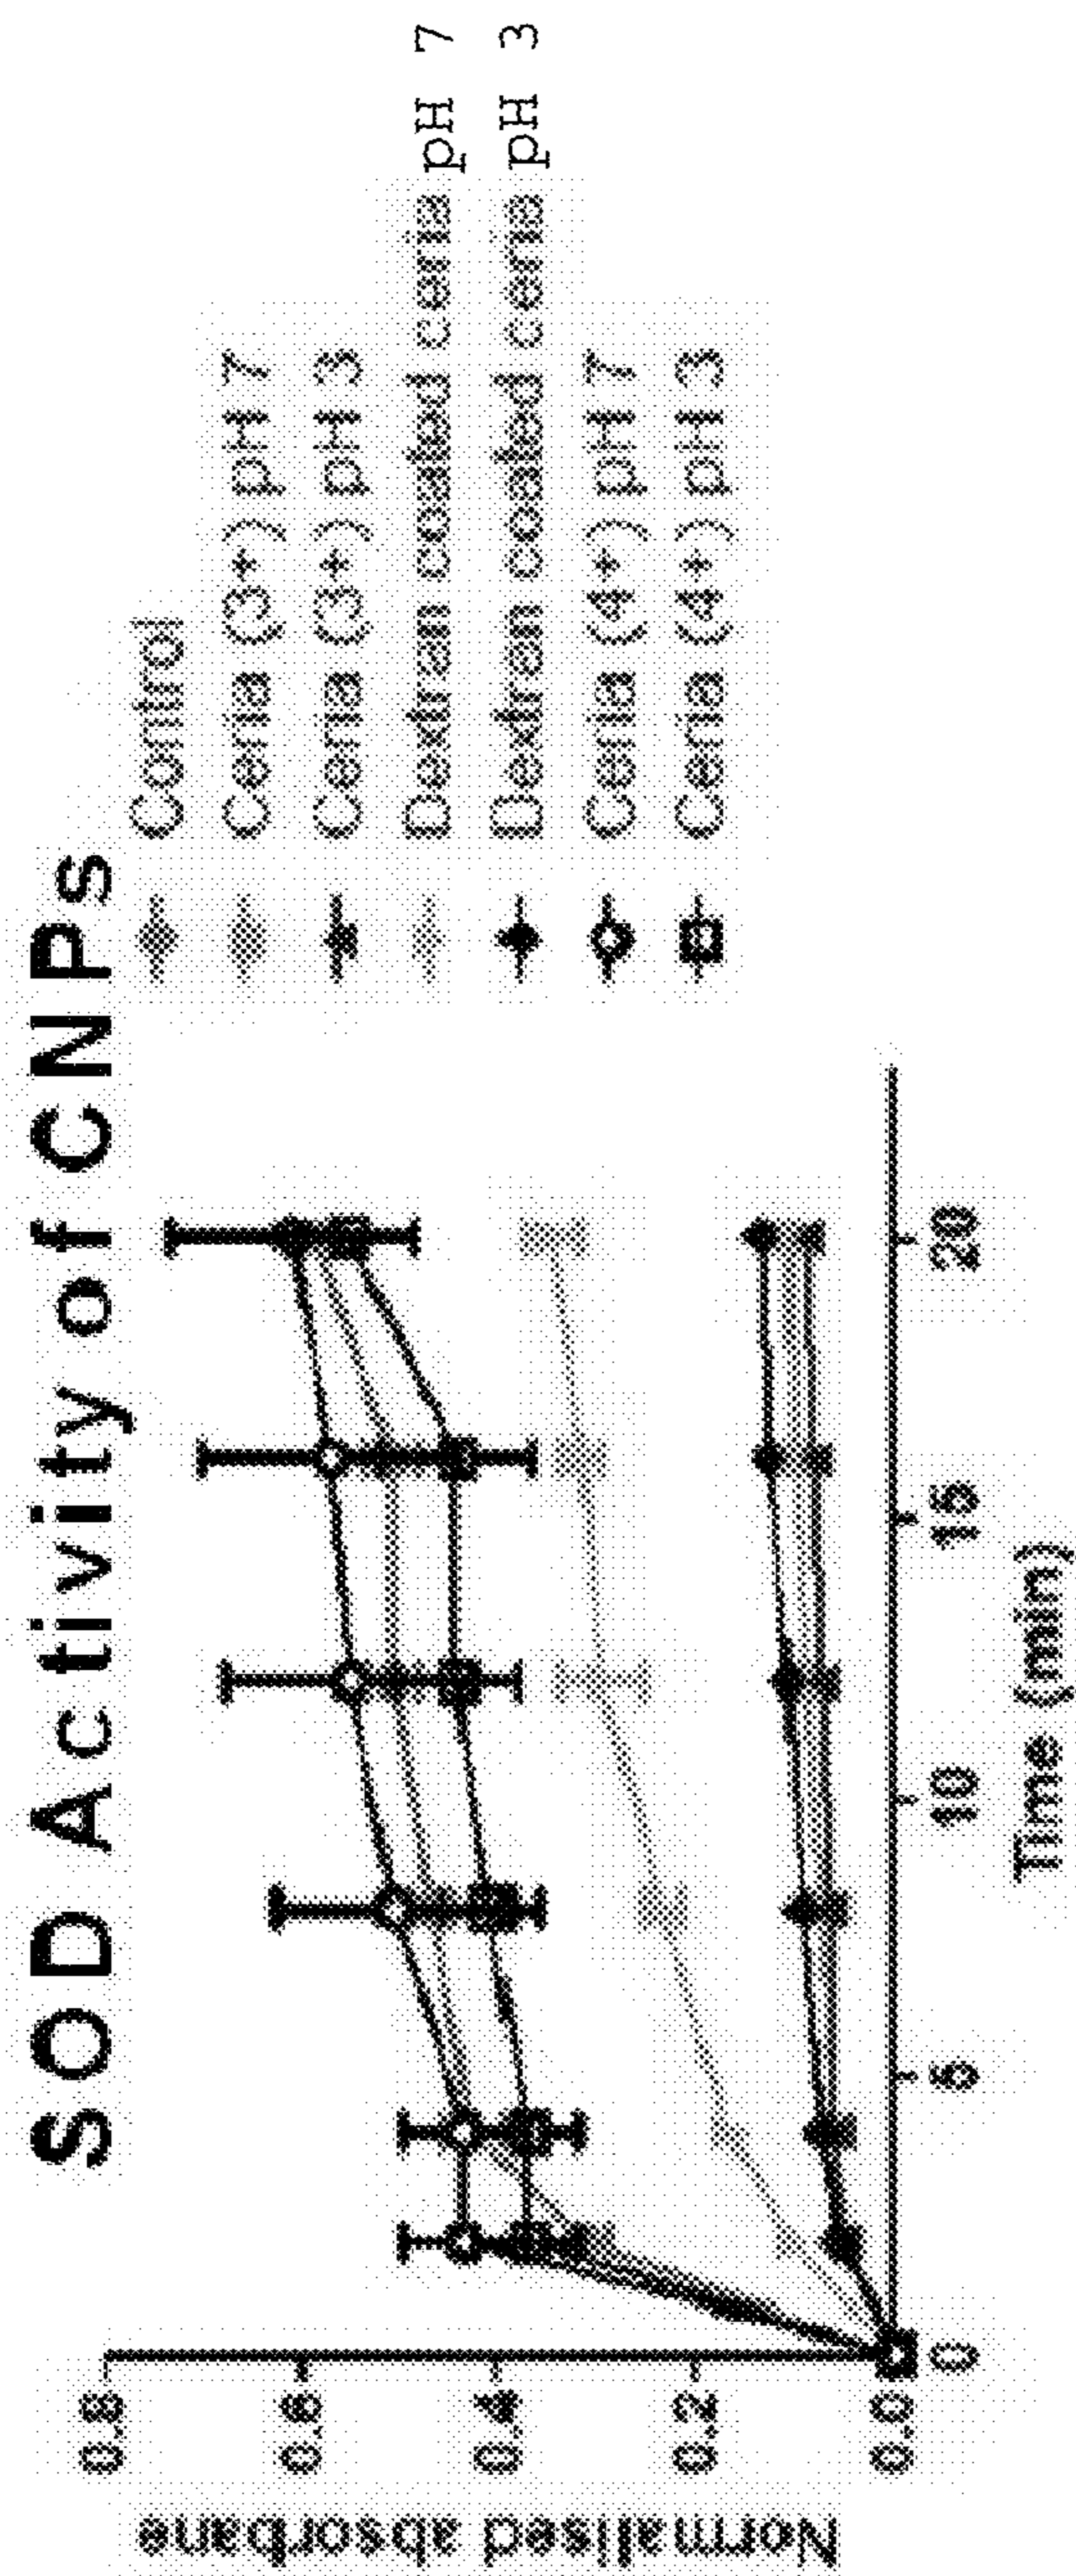 SOD Activity of CNPs
Control
Ceria (3+) pH 7
Ceria (3+) pH 3
Dextran coated ceria pH 7
Dextran coated ceria pH 3
Ceria (4+) pH 7
Ceria (4+) pH 3
Normalised absorbane
0.8
0.6
0.4
0.2
0.0
0
5
10
15
20
Time (min)